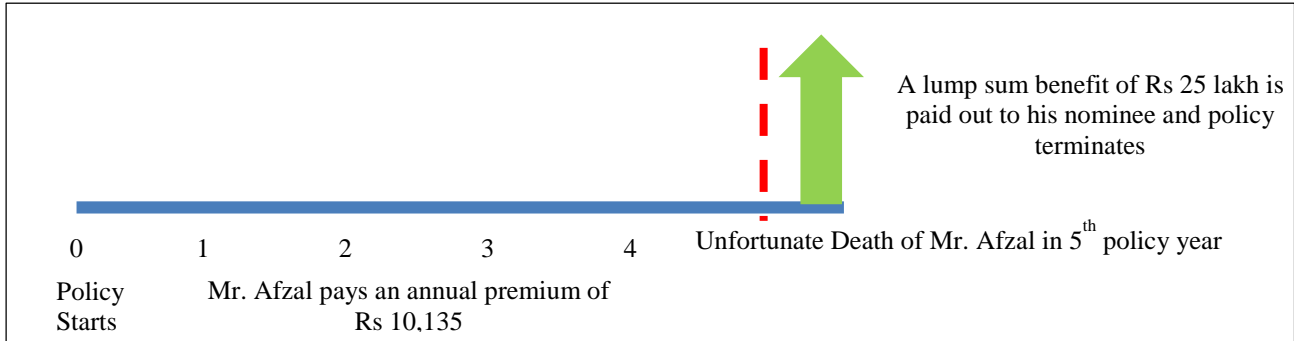 A lump sum benefit of Rs 25 lakh is
paid out to his nominee and policy
terminates
0 1 2 3 4
Unfortunate Death of Mr. Afzal in 5th policy year
Policy
Starts
Mr. Afzal pays an annual premium of
Rs 10,135